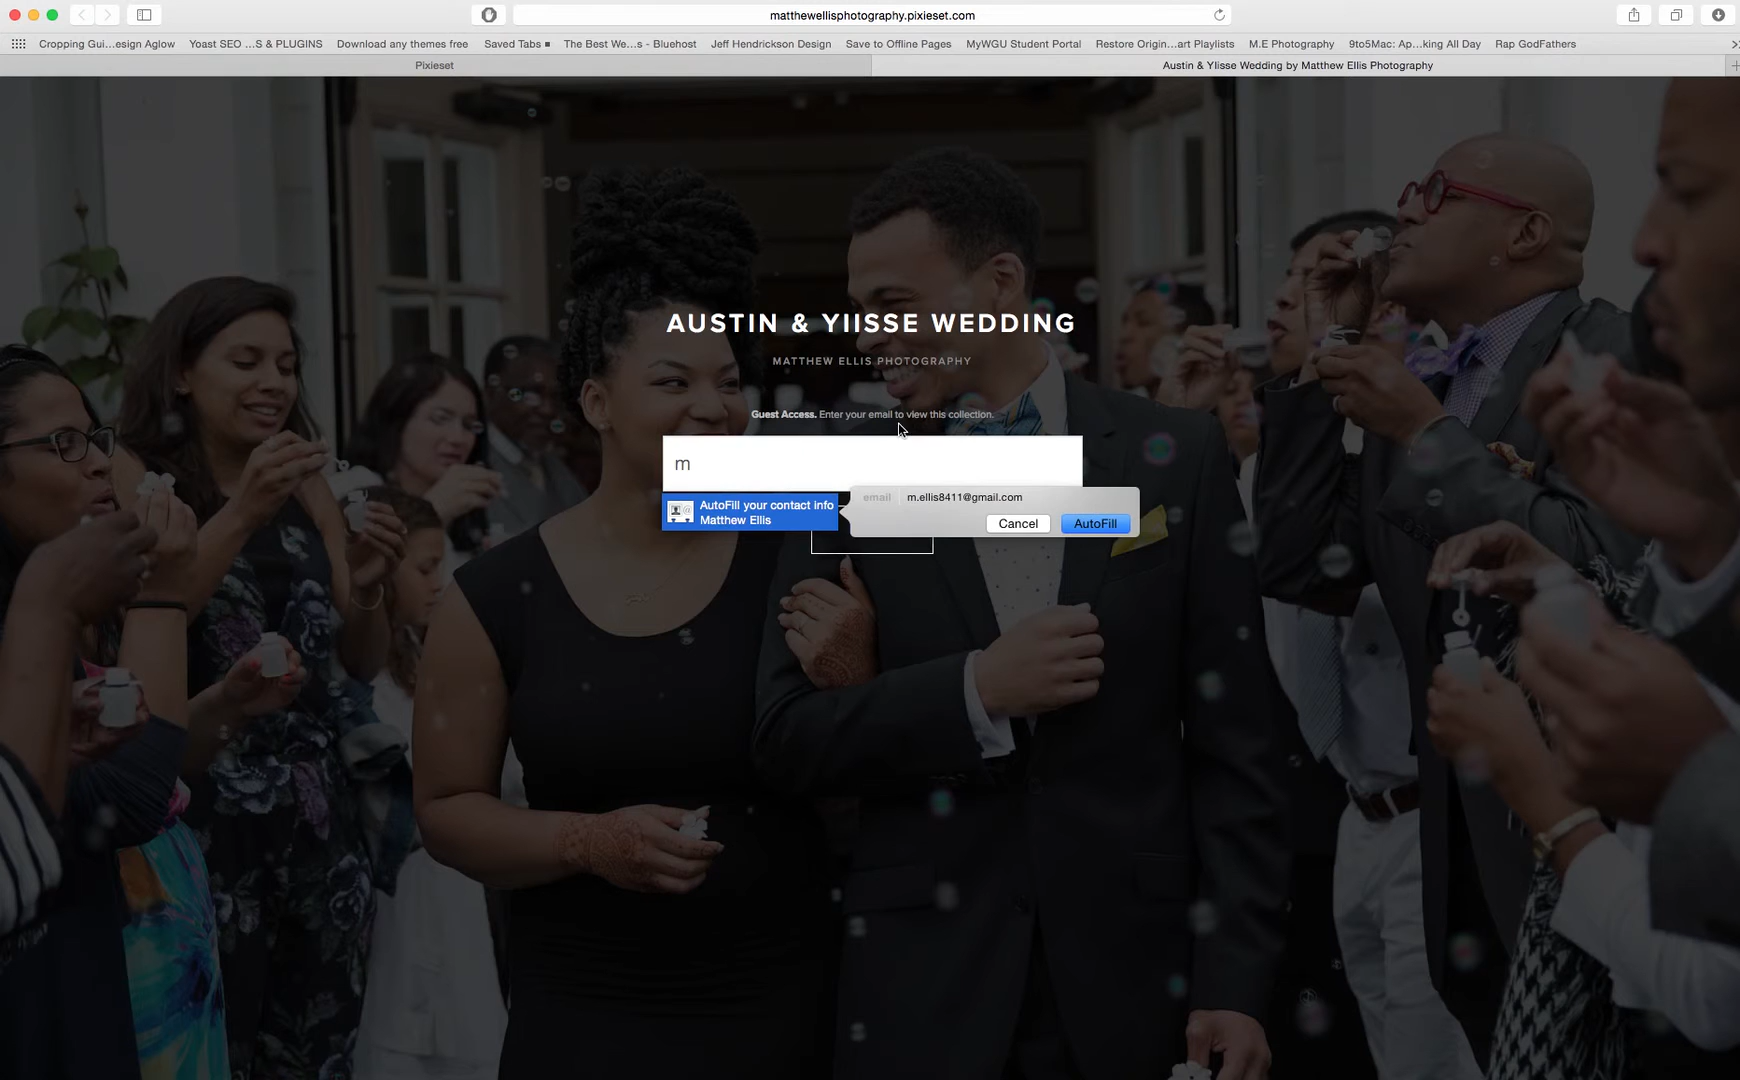 matthewellisphotography.pixieset.com
Cropping Gui...esign Aglow Yoast SEO ...S & PLUGINS Download any themes free Saved Tabs The Best We...s - Bluehost Jeff Hendrickson Design Save to Offline Pages MyWGU Student Portal Restore Origin...art Playlists M.E Photography 9to5Mac: Ap...king All Day Rap GodFathers
Pixieset Austin & YIisse Wedding by Matthew Ellis Photography
AUSTIN & YIISSE WEDDING
MATTHEW ELLIS PHOTOGRAPHY
Guest Access. Enter your email to view this collection.
m
AutoFill your contact info
Matthew Ellis
email m.ellis8411@gmail.com
Cancel AutoFill